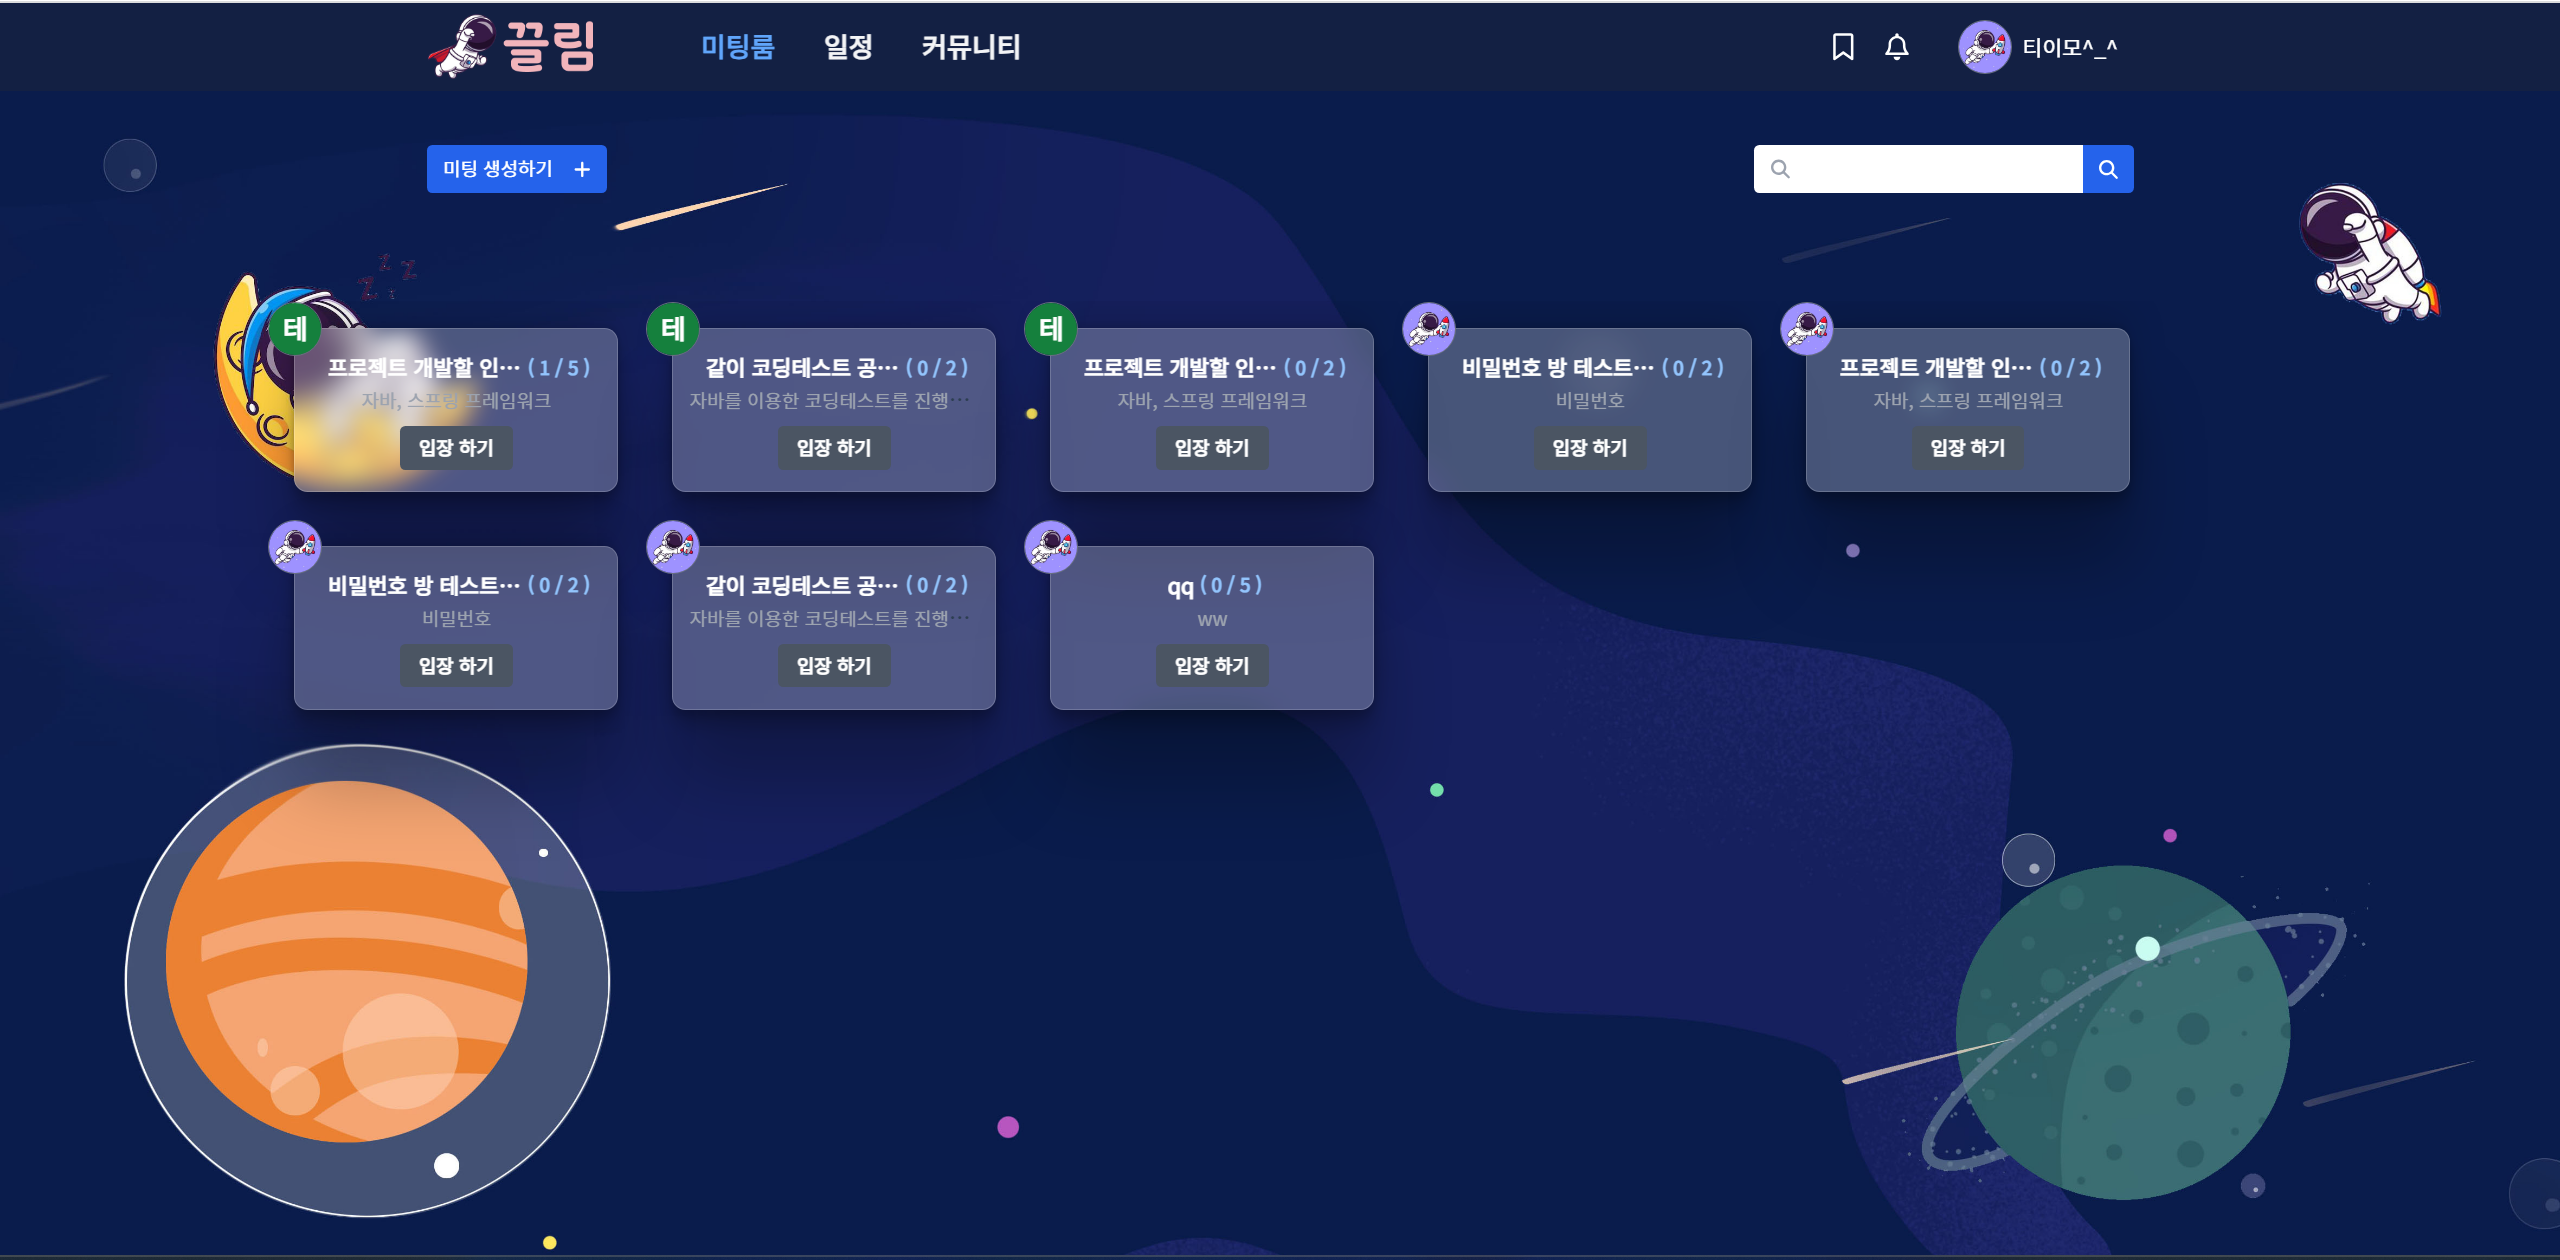 끌림
미팅룸 일정 커뮤니티
티이모^_^
미팅 생성하기 +
z z z z
테 테 테
프로젝트 개발할 인… (1/5)
자바, 스프링 프레임워크
입장 하기
같이 코딩테스트 공… (0/2)
자바를 이용한 코딩테스트를 진행…
입장 하기
프로젝트 개발할 인… (0/2)
자바, 스프링 프레임워크
입장 하기
비밀번호 방 테스트… (0/2)
비밀번호
입장 하기
프로젝트 개발할 인… (0/2)
자바, 스프링 프레임워크
입장 하기
비밀번호 방 테스트… (0/2)
비밀번호
입장 하기
같이 코딩테스트 공… (0/2)
자바를 이용한 코딩테스트를 진행…
입장 하기
qq (0/5)
ww
입장 하기